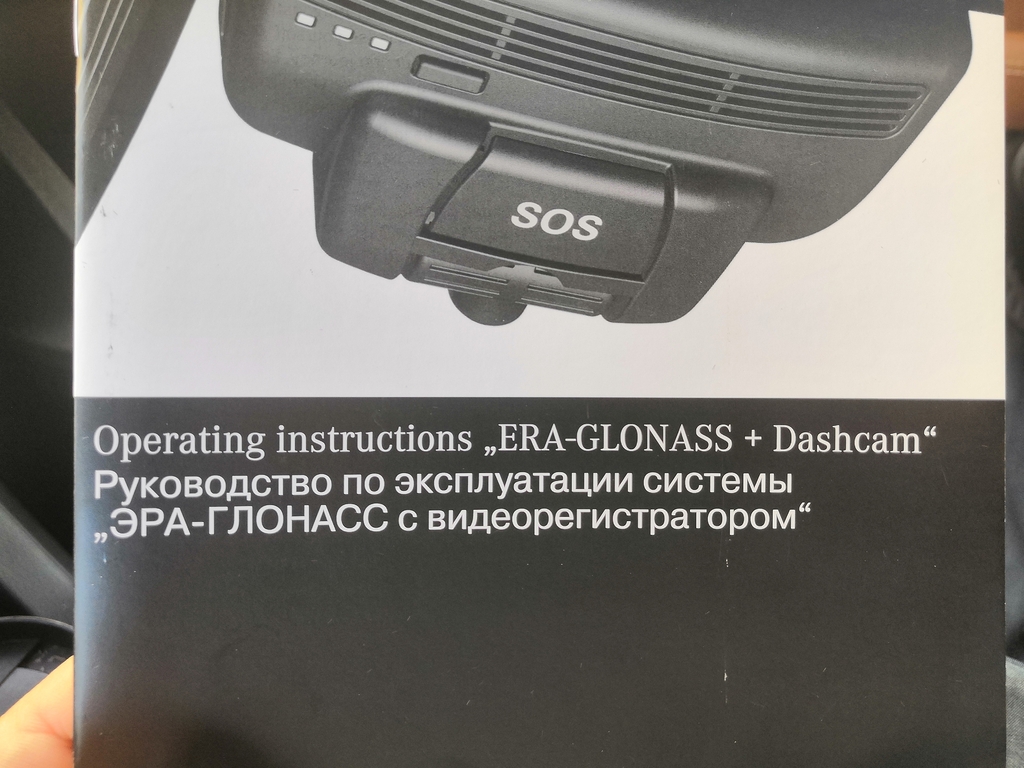 SOS
Operating instructions „ERA-GLONASS + Dashcam“
Руководство по эксплуатации системы
„ЭРА-ГЛОНАСС с видеорегистратором“